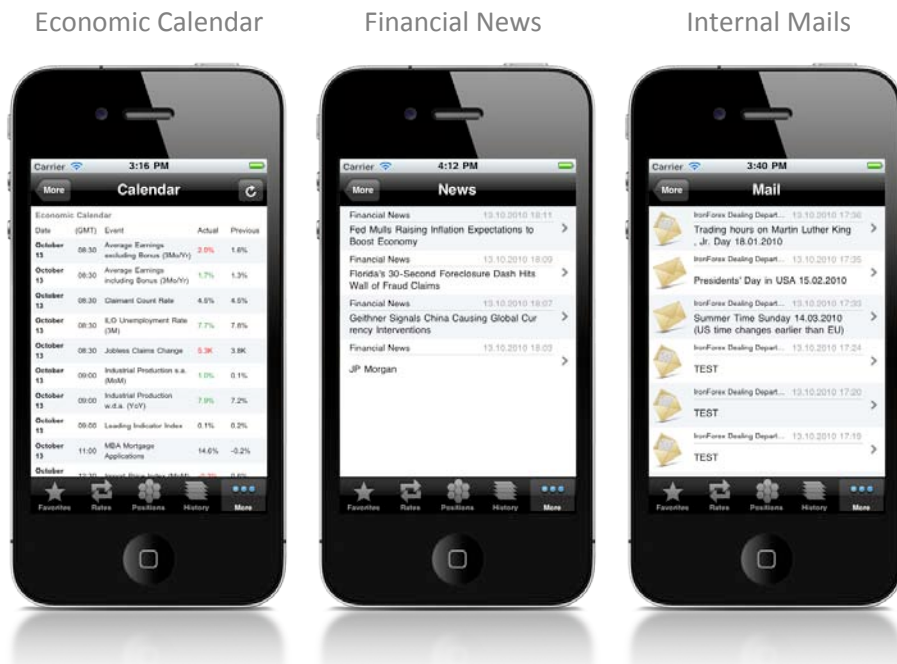 Economic Calendar
Financial News
Internal Mails
Carrier
3:16 PM
More
Calendar
Economic Calendar
Date (GMT) Event Actual Previous
October 13 08:30 Average Earnings excluding Bonus (3Mo/Yr) 2.0% 1.6%
October 13 08:30 Average Earnings including Bonus (3Mo/Yr) 1.7% 1.3%
October 13 08:30 Claimant Count Rate 4.5% 4.5%
October 13 08:30 ILO Unemployment Rate (3M) 7.7% 7.8%
October 13 08:30 Jobless Claims Change 5.3K 3.8K
October 13 09:00 Industrial Production s.a. (MoM) 1.0% 0.1%
October 13 09:00 Industrial Production w.d.a. (YoY) 7.9% 7.2%
October 13 09:00 Leading Indicator Index 0.1% 0.2%
October 13 11:00 MBA Mortgage Applications 14.6% -0.2%
October 12:30 Import Price Index (MoM)
Favorites Rates Positions History More
Carrier
4:12 PM
More
News
Financial News 13.10.2010 18:11
Fed Mulls Raising Inflation Expectations to
Boost Economy
Financial News 13.10.2010 18:09
Florida's 30-Second Foreclosure Dash Hits
Wall of Fraud Claims
Financial News 13.10.2010 18:07
Geithner Signals China Causing Global Cur
rency Interventions
Financial News 13.10.2010 18:03
JP Morgan
Favorites Rates Positions History More
Carrier
3:40 PM
More
Mail
IronForex Dealing Depart... 13.10.2010 17:36
Trading hours on Martin Luther King
, Jr. Day 18.01.2010
IronForex Dealing Depart... 13.10.2010 17:35
Presidents' Day in USA 15.02.2010
IronForex Dealing Depart... 13.10.2010 17:33
Summer Time Sunday 14.03.2010
(US time changes earlier than EU)
IronForex Dealing Depart... 13.10.2010 17:24
TEST
IronForex Dealing Depart... 13.10.2010 17:20
TEST
IronForex Dealing Depart... 13.10.2010 17:19
TEST
Favorites Rates Positions History More